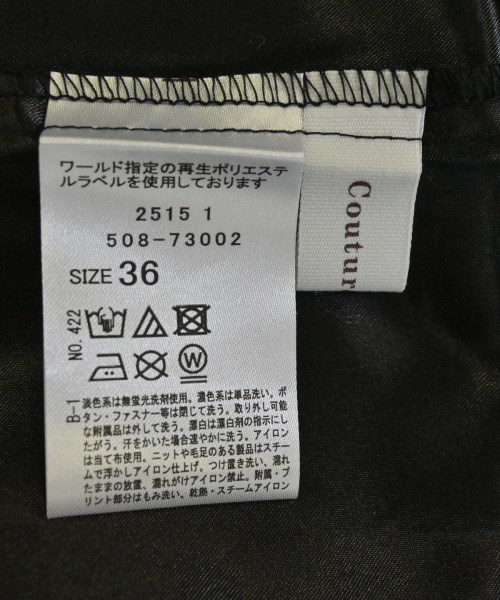 ワールド指定の再生ポリエステ
ルラベルを使用しております
2515 1
508-73002
SIZE 36
NO. 422
B-1
淡色系は無蛍光洗剤使用。濃色系は単品洗い。ボ
タン・ファスナー等は閉じて洗う。取り外し可能
な附属品は外して洗う。漂白は漂白剤の指示にし
たがう。汗をかいた場合速やかに洗う。アイロン
は当て布使用。ニットや毛足のある製品はスチー
ムで浮かしアイロン仕上げ。つけ置き洗い、濡れ
たままの放置、濡れがけアイロン禁止。附属・プ
リント部分はもみ洗い、乾熱・スチームアイロン
Coutur